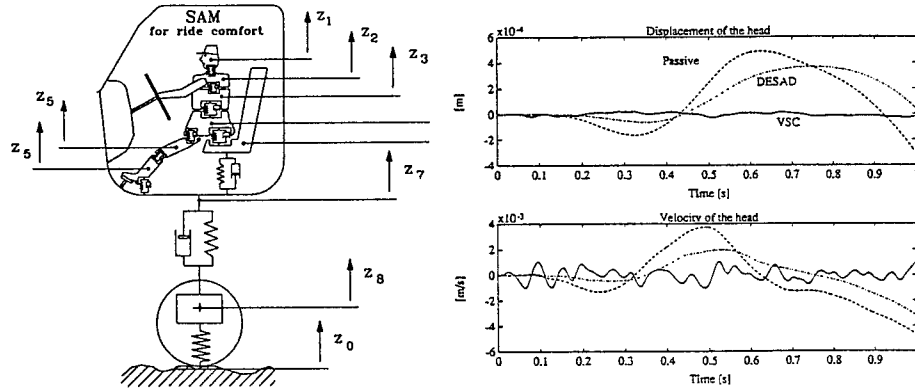 SAM
for ride comfort
z1
z2
z3
z5
z5
z7
z8
z0
Displacement of the head
x10-4
6
4
2
0
-2
-4
[m]
Passive
DESAD
VSC
0 0.1 0.2 0.3 0.4 0.5 0.6 0.7 0.8 0.9 1
Time [s]
Velocity of the head
x10-3
4
2
0
-2
-4
-6
[m/s]
0 0.1 0.2 0.3 0.4 0.5 0.6 0.7 0.8 0.9 1
Time [s]